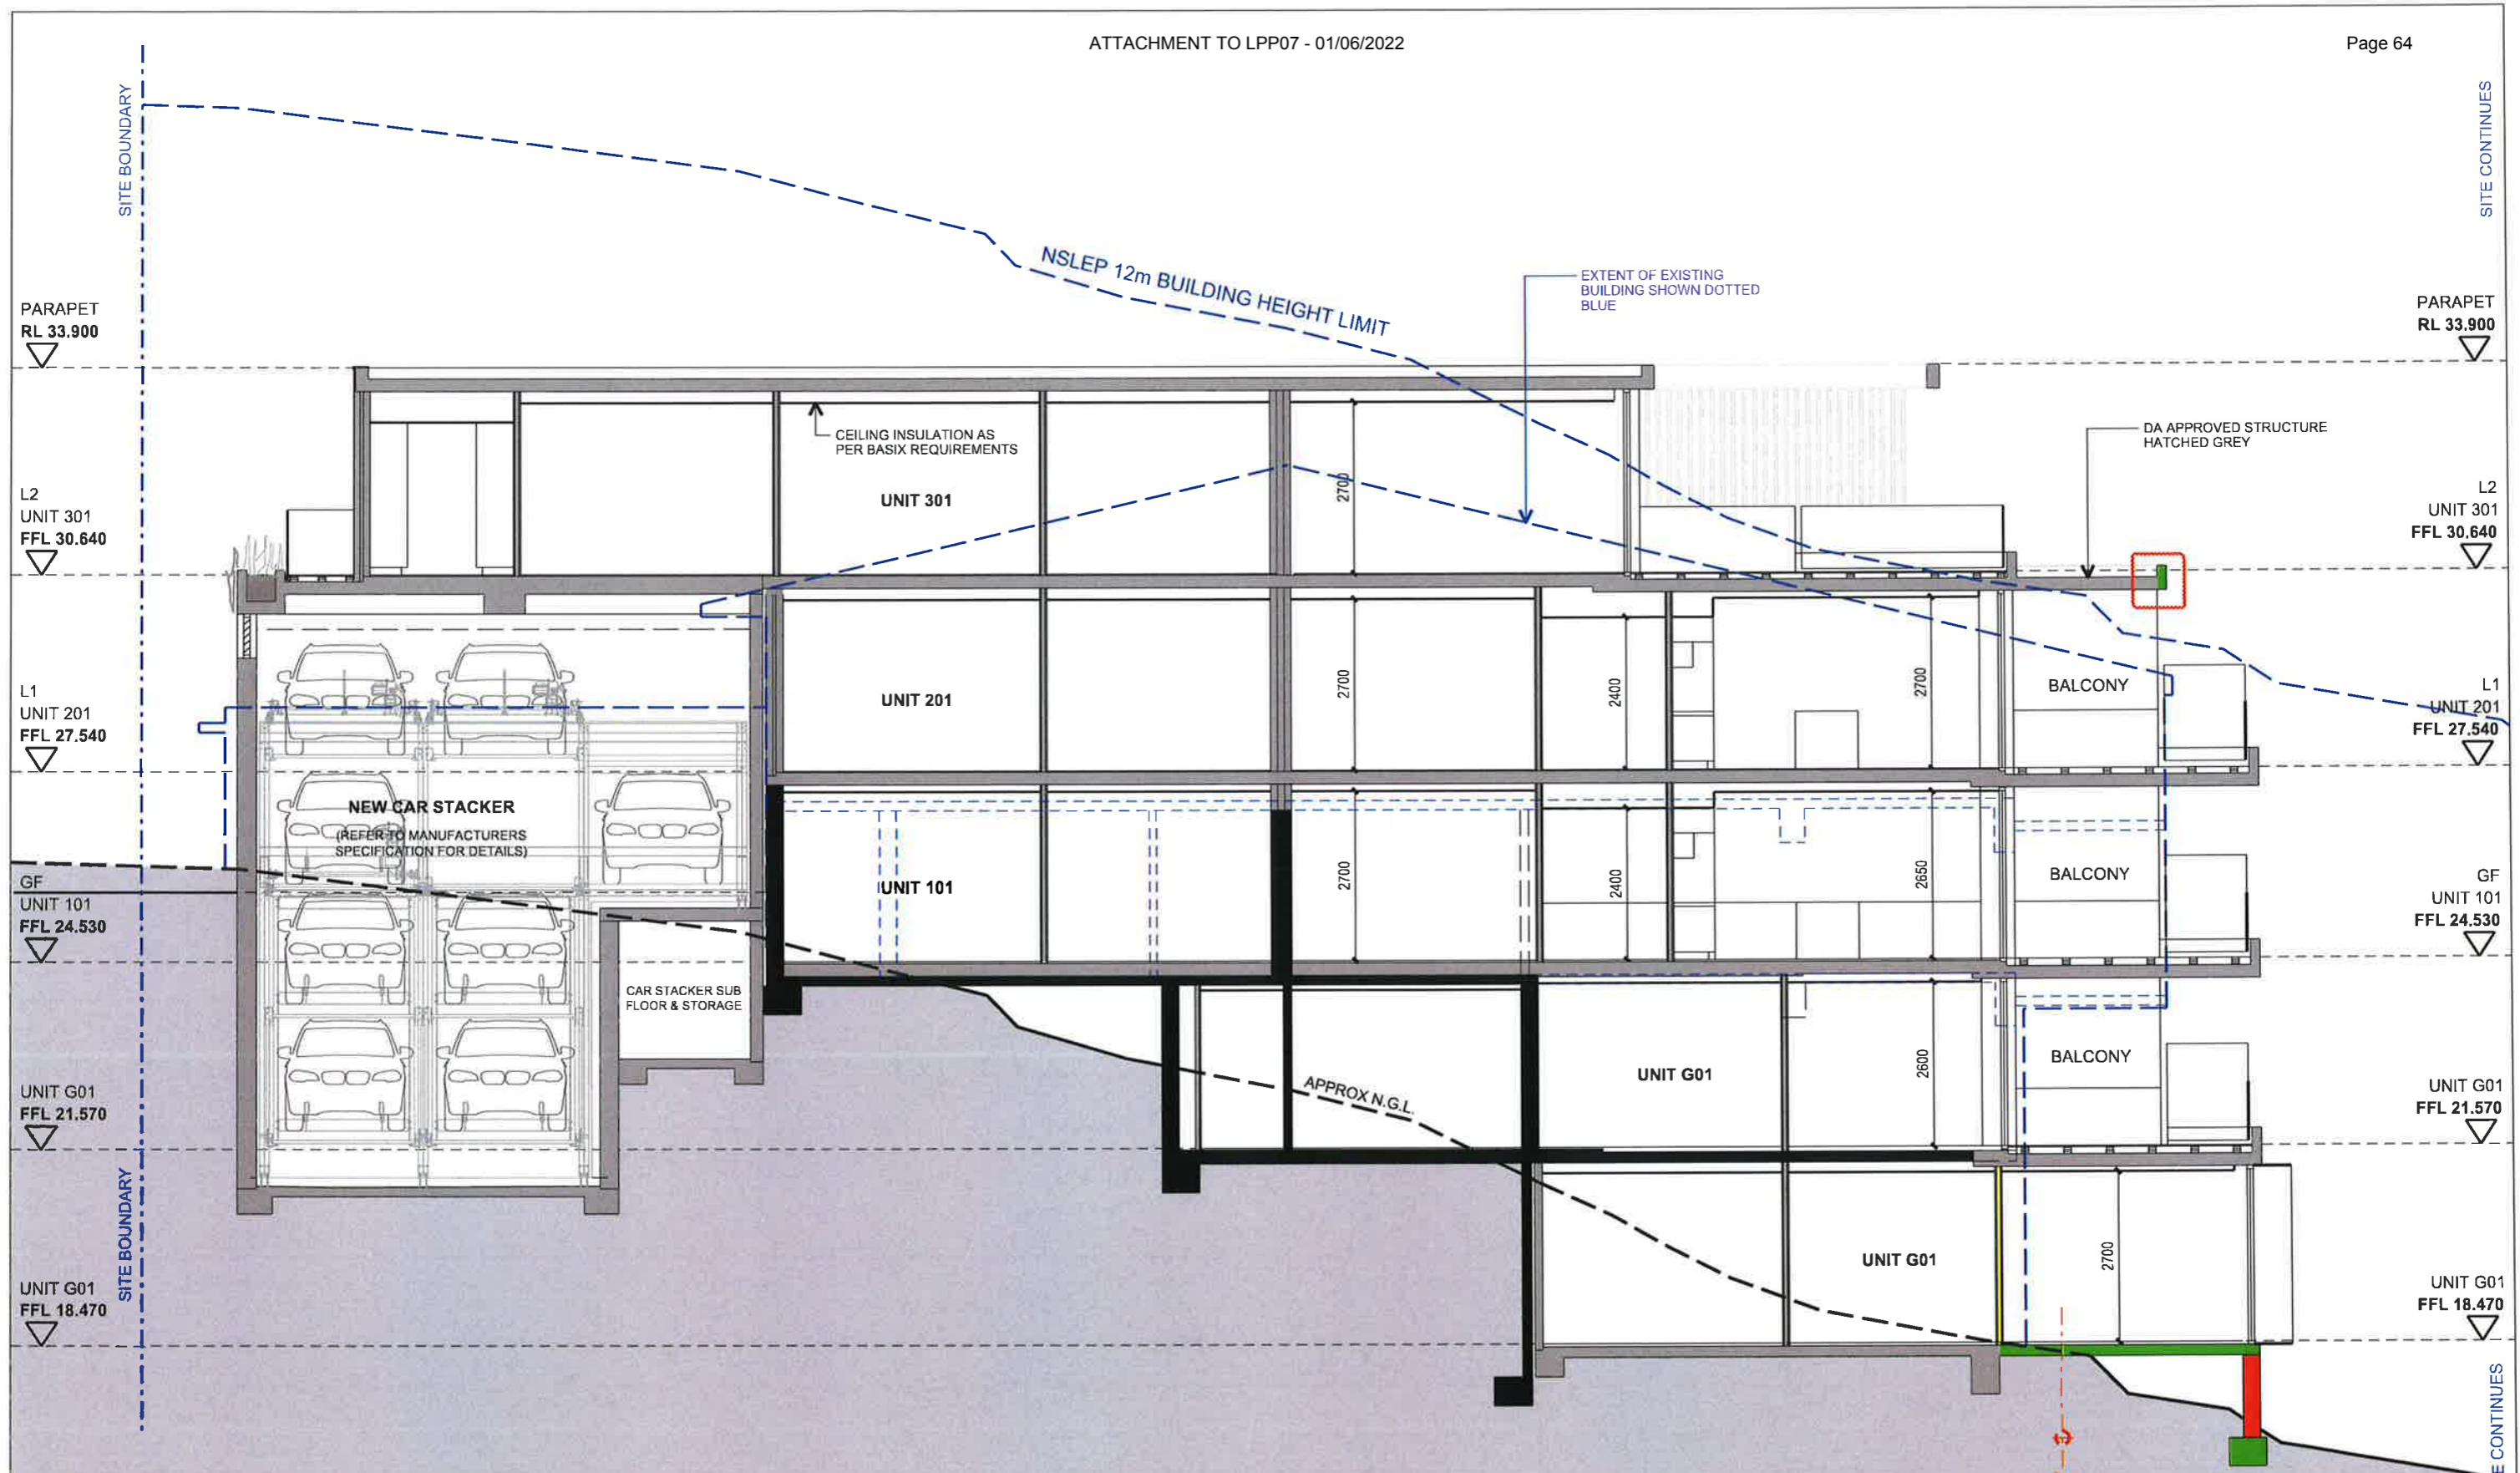 ATTACHMENT TO LPP07 - 01/06/2022
Page 64
SITE BOUNDARY
SITE CONTINUES
NSLEP 12m BUILDING HEIGHT LIMIT
EXTENT OF EXISTING
BUILDING SHOWN DOTTED
BLUE
PARAPET
RL 33.900
PARAPET
RL 33.900
CEILING INSULATION AS
PER BASIX REQUIREMENTS
DA APPROVED STRUCTURE
HATCHED GREY
L2
UNIT 301
FFL 30.640
UNIT 301
2700
L2
UNIT 301
FFL 30.640
L1
UNIT 201
FFL 27.540
UNIT 201
2700
2400
2700
BALCONY
L1
UNIT 201
FFL 27.540
NEW CAR STACKER
(REFER TO MANUFACTURERS
SPECIFICATION FOR DETAILS)
GF
UNIT 101
FFL 24.530
UNIT 101
2700
2400
2650
BALCONY
GF
UNIT 101
FFL 24.530
CAR STACKER SUB
FLOOR & STORAGE
UNIT G01
FFL 21.570
APPROX N.G.L.
UNIT G01
2600
BALCONY
UNIT G01
FFL 21.570
SITE BOUNDARY
UNIT G01
FFL 18.470
UNIT G01
2700
UNIT G01
FFL 18.470
E CONTINUES